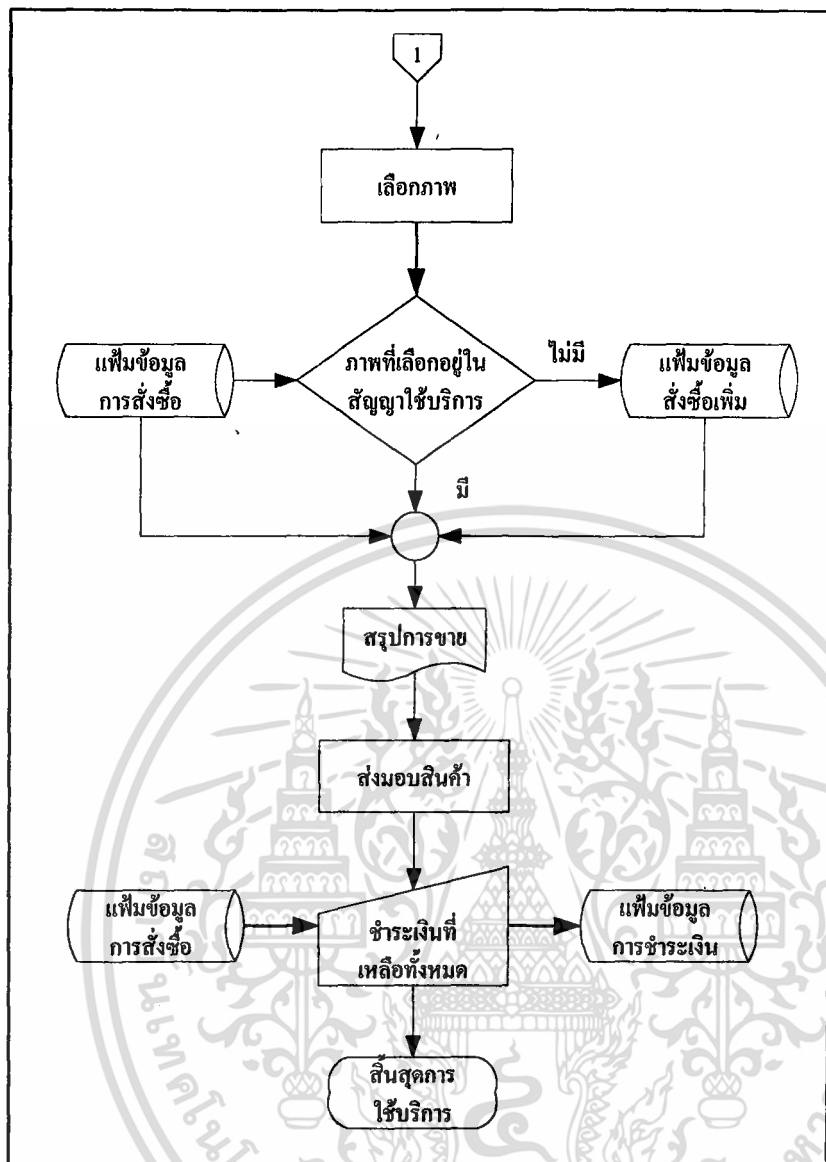 1
เลือกภาพ
แฟ้มข้อมูล
การสั่งซื้อ
ภาพที่เลือกอยู่ใน
สัญญาใช้บริการ
ไม่มี
แฟ้มข้อมูล
สั่งซื้อเพิ่ม
มี
สรุปการขาย
ส่งมอบสินค้า
แฟ้มข้อมูล
การสั่งซื้อ
ชำระเงินที่
เหลือทั้งหมด
แฟ้มข้อมูล
การชำระเงิน
สิ้นสุดการ
ใช้บริการ